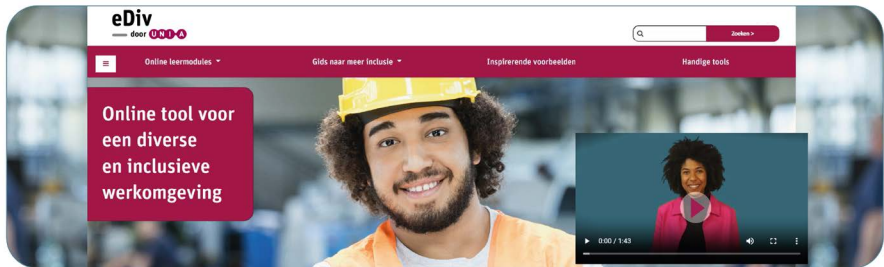 eDiv
door UNIA
Zoeken >
Online leermodules
Gids naar meer inclusie
Inspirerende voorbeelden
Handige tools
Online tool voor
een diverse
en inclusieve
werkomgeving
0:00 / 1:43